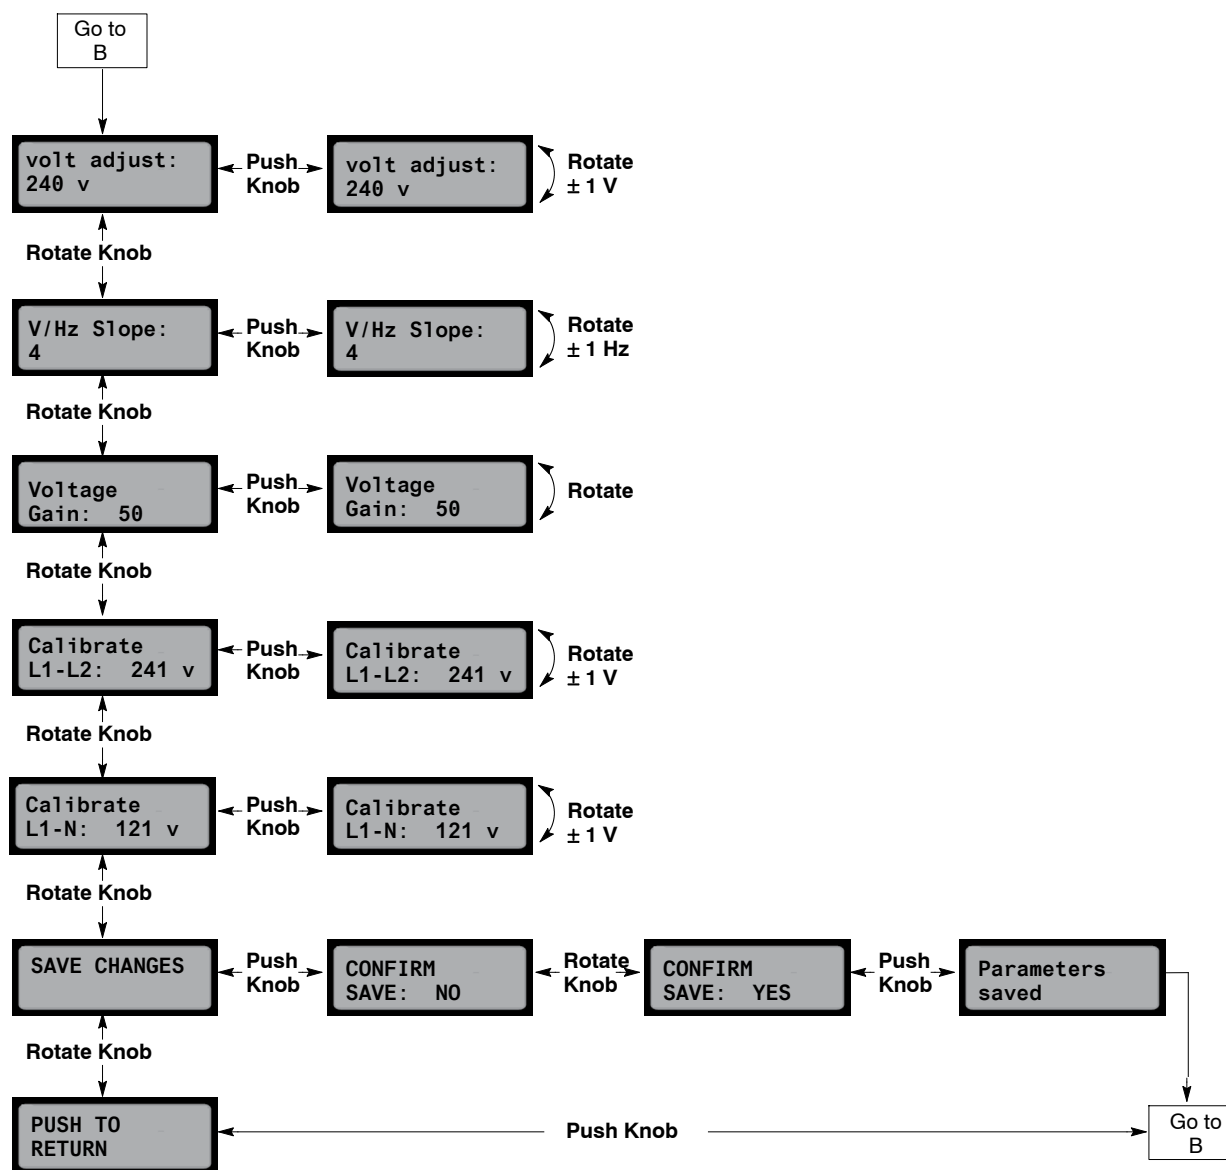 Go to
B
volt adjust:
240 v
Push
Knob
volt adjust:
240 v
Rotate
± 1 V
Rotate Knob
V/Hz Slope:
4
Push
Knob
V/Hz Slope:
4
Rotate
± 1 Hz
Rotate Knob
Voltage
Gain: 50
Push
Knob
Voltage
Gain: 50
Rotate
Rotate Knob
Calibrate
L1-L2: 241 v
Push
Knob
Calibrate
L1-L2: 241 v
Rotate
± 1 V
Rotate Knob
Calibrate
L1-N: 121 v
Push
Knob
Calibrate
L1-N: 121 v
Rotate
± 1 V
Rotate Knob
SAVE CHANGES
Push
Knob
CONFIRM
SAVE: NO
Rotate
Knob
CONFIRM
SAVE: YES
Push
Knob
Parameters
saved
Rotate Knob
PUSH TO
RETURN
Push Knob
Go to
B